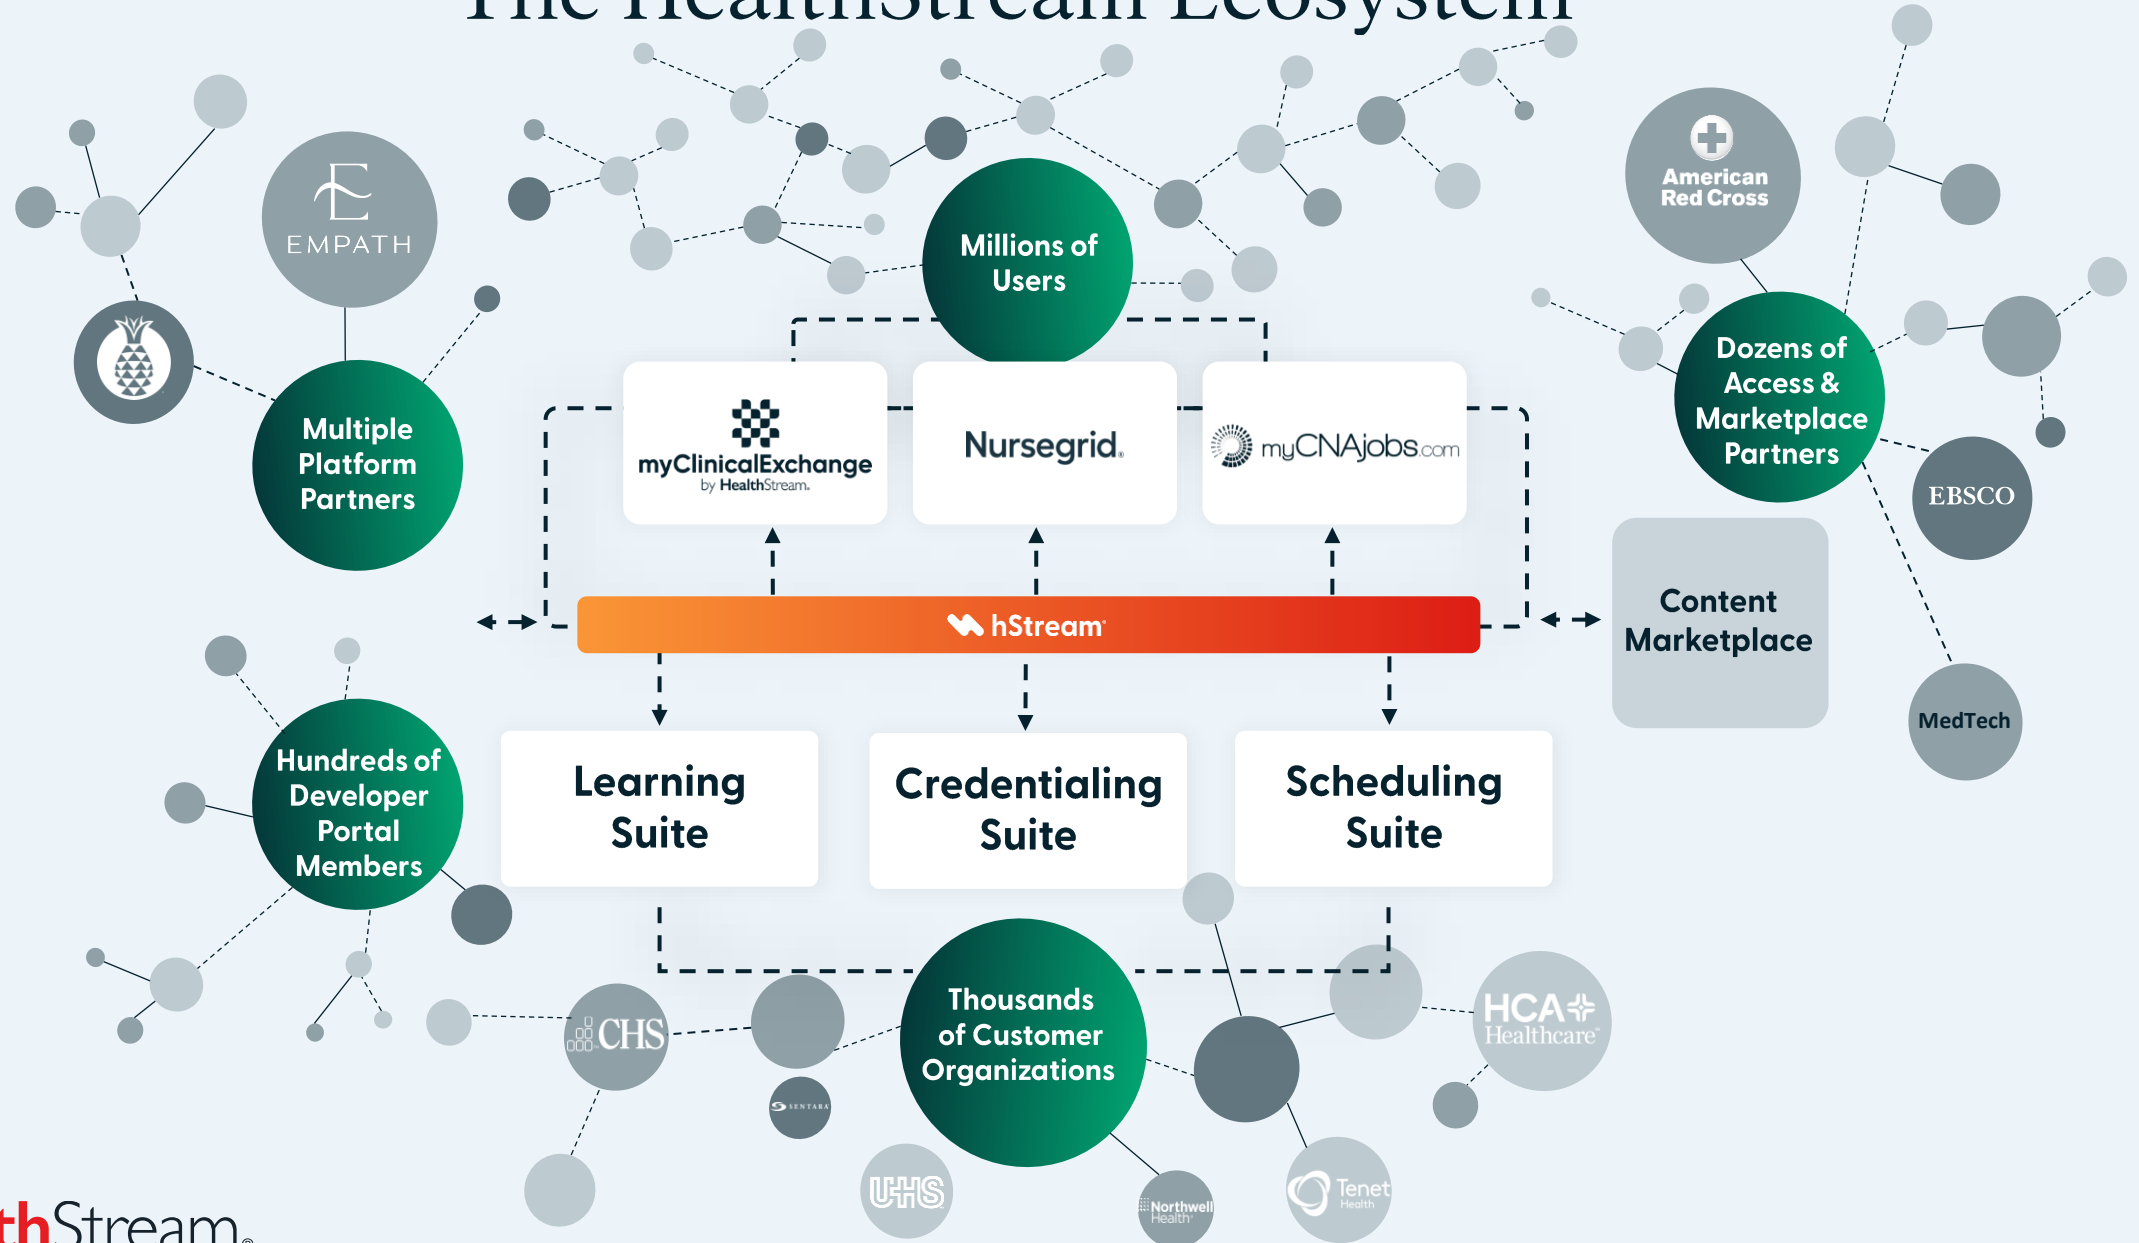 The HealthStream Ecosystem
EMPATH
American
Red Cross
Millions of
Users
Dozens of
Access &
Marketplace
Partners
Multiple
Platform
Partners
myClinicalExchange
by HealthStream®
Nursegrid®
myCNAjobs.com
EBSCO
Content
Marketplace
hStream®
MedTech
Hundreds of
Developer
Portal
Members
Learning
Suite
Credentialing
Suite
Scheduling
Suite
Thousands
of Customer
Organizations
CHS
HCA
Healthcare™
SENTARA
UHS
Northwell
Health®
Tenet
Health
thStream®